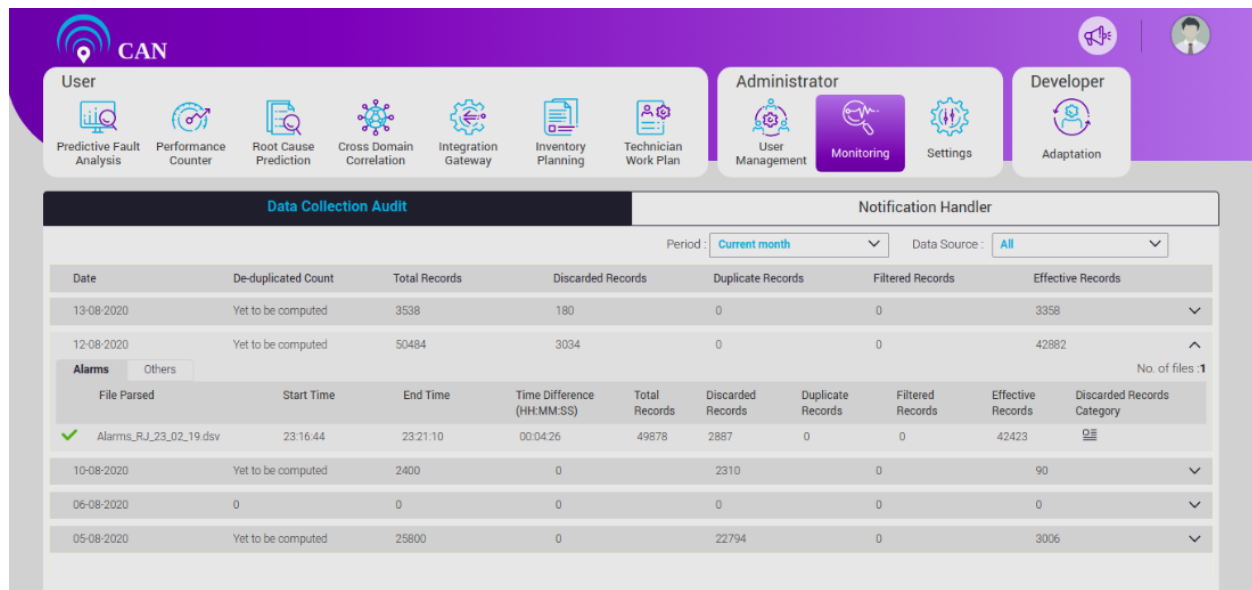 CAN
User
Administrator
Developer
Predictive Fault Analysis
Performance Counter
Root Cause Prediction
Cross Domain Correlation
Integration Gateway
Inventory Planning
Technician Work Plan
User Management
Monitoring
Settings
Adaptation
Data Collection Audit
Notification Handler
Period : Current month Data Source : All
Date De-duplicated Count Total Records Discarded Records Duplicate Records Filtered Records Effective Records
13-08-2020 Yet to be computed 3538 180 0 0 3358
12-08-2020 Yet to be computed 50484 3034 0 0 42882
Alarms Others No. of files :1
File Parsed Start Time End Time Time Difference (HH:MM:SS) Total Records Discarded Records Duplicate Records Filtered Records Effective Records Discarded Records Category
Alarms_RJ_23_02_19.dsv 23:16:44 23:21:10 00:04:26 49878 2887 0 0 42423
10-08-2020 Yet to be computed 2400 0 2310 0 90
06-08-2020 0 0 0 0 0 0
05-08-2020 Yet to be computed 25800 0 22794 0 3006